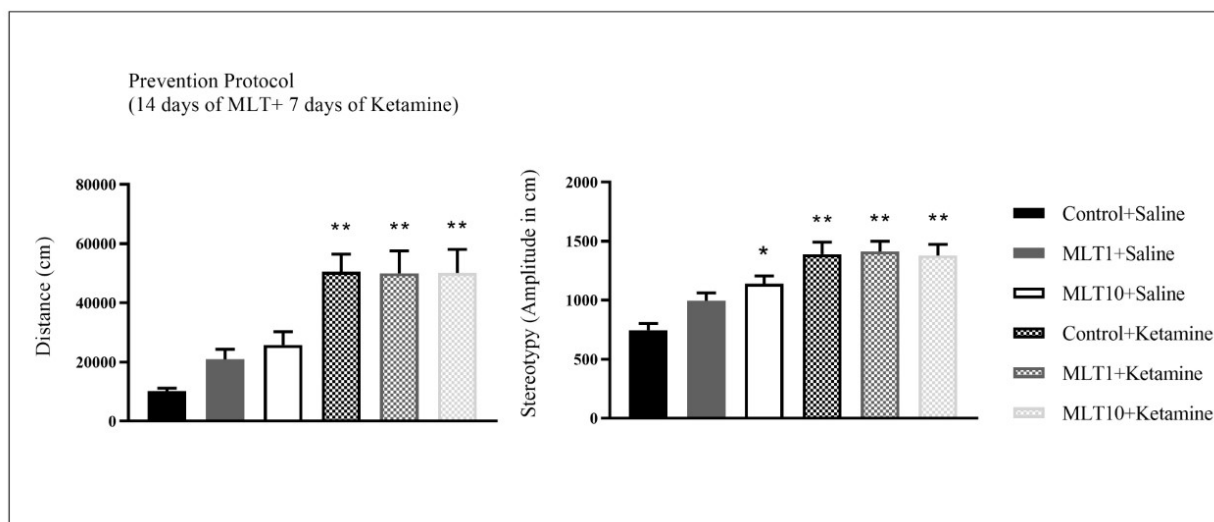 Prevention Protocol
(14 days of MLT+ 7 days of Ketamine)
Distance (cm)
80000
60000
40000
20000
0
** ** **
Stereotypy (Amplitude in cm)
2000
1500
1000
500
0
* ** ** **
Control+Saline
MLT1+Saline
MLT10+Saline
Control+Ketamine
MLT1+Ketamine
MLT10+Ketamine